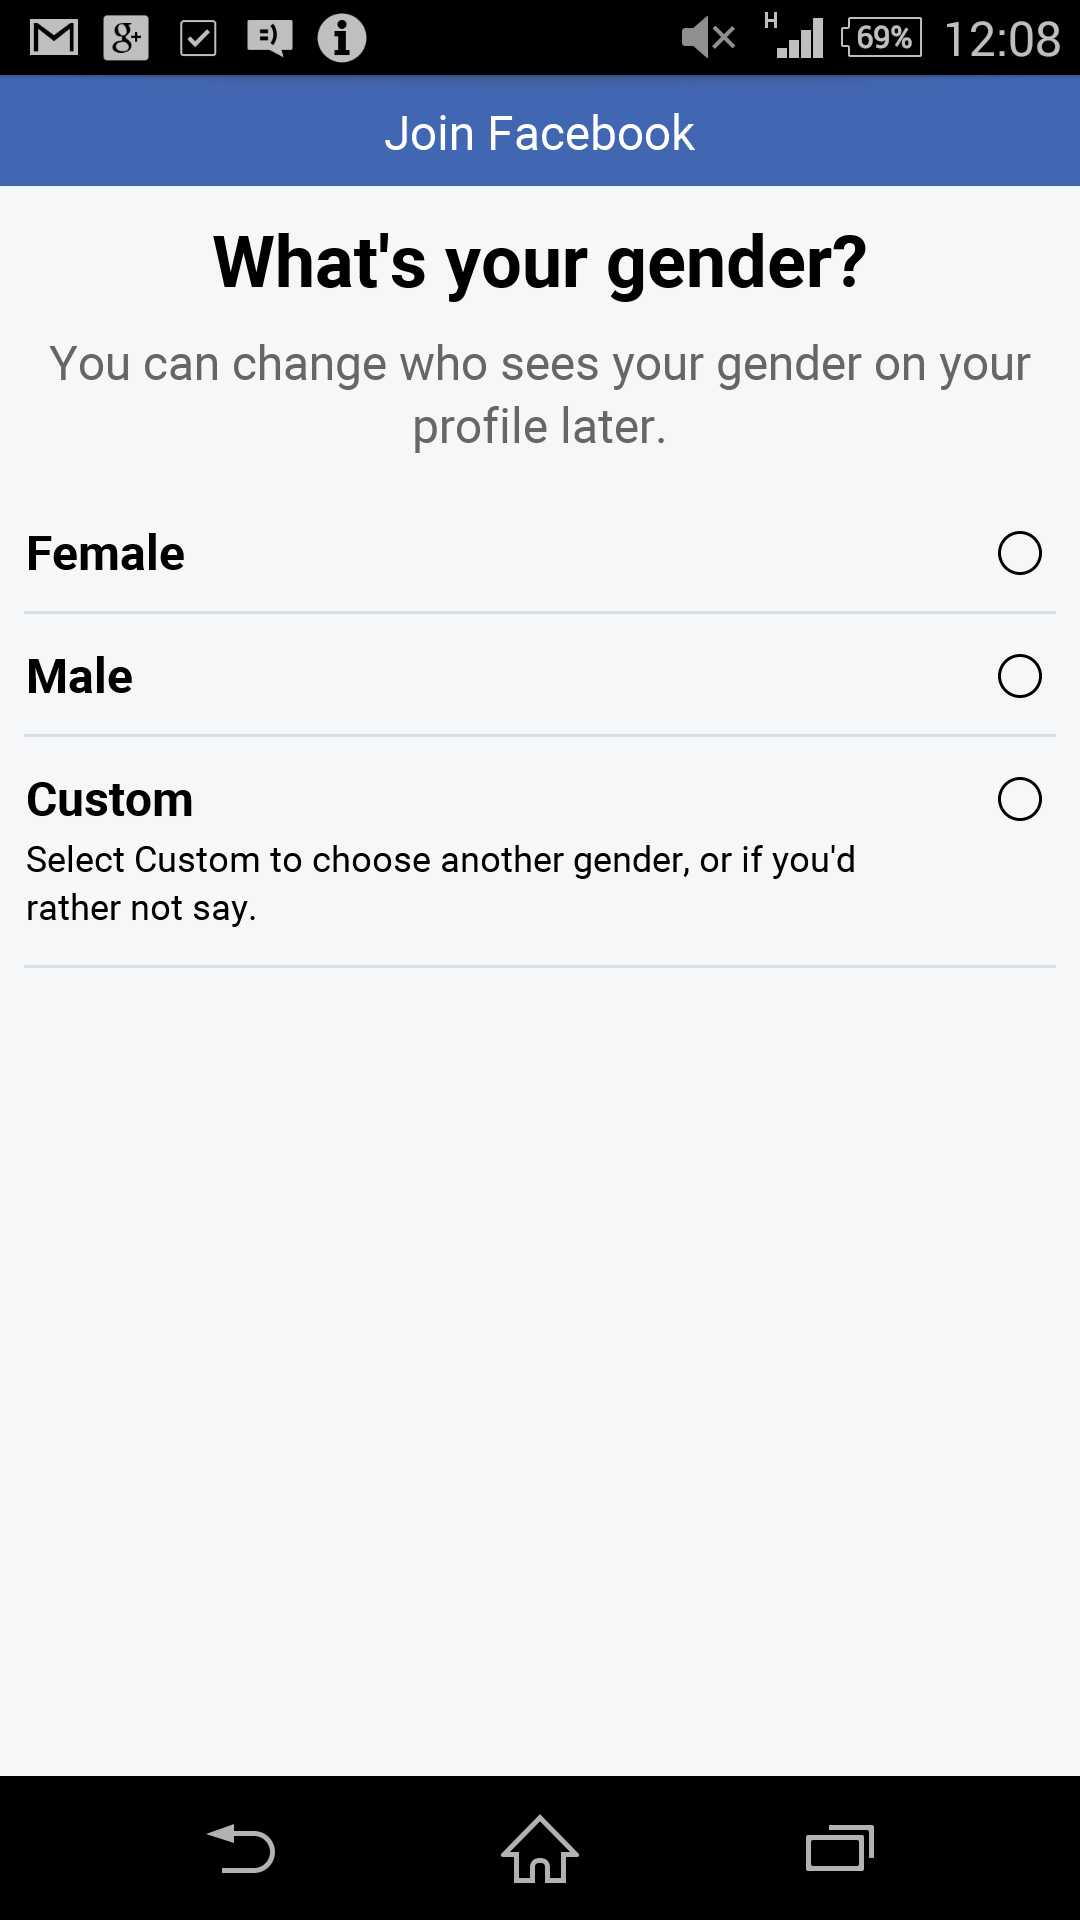 H 69% 12:08
Join Facebook
What's your gender?
You can change who sees your gender on your
profile later.
Female
Male
Custom
Select Custom to choose another gender, or if you'd
rather not say.